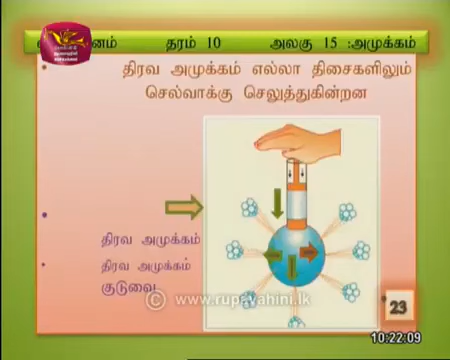 தரம் 10
அலகு 15 :அமுக்கம்
திரவ அமுக்கம் எல்லா திசைகளிலும்
செல்வாக்கு செலுத்துகின்றன
திரவ அமுக்கம்
திரவ அமுக்கம்
குடுவை
© www.rupavahini.lk
23
10:22:09